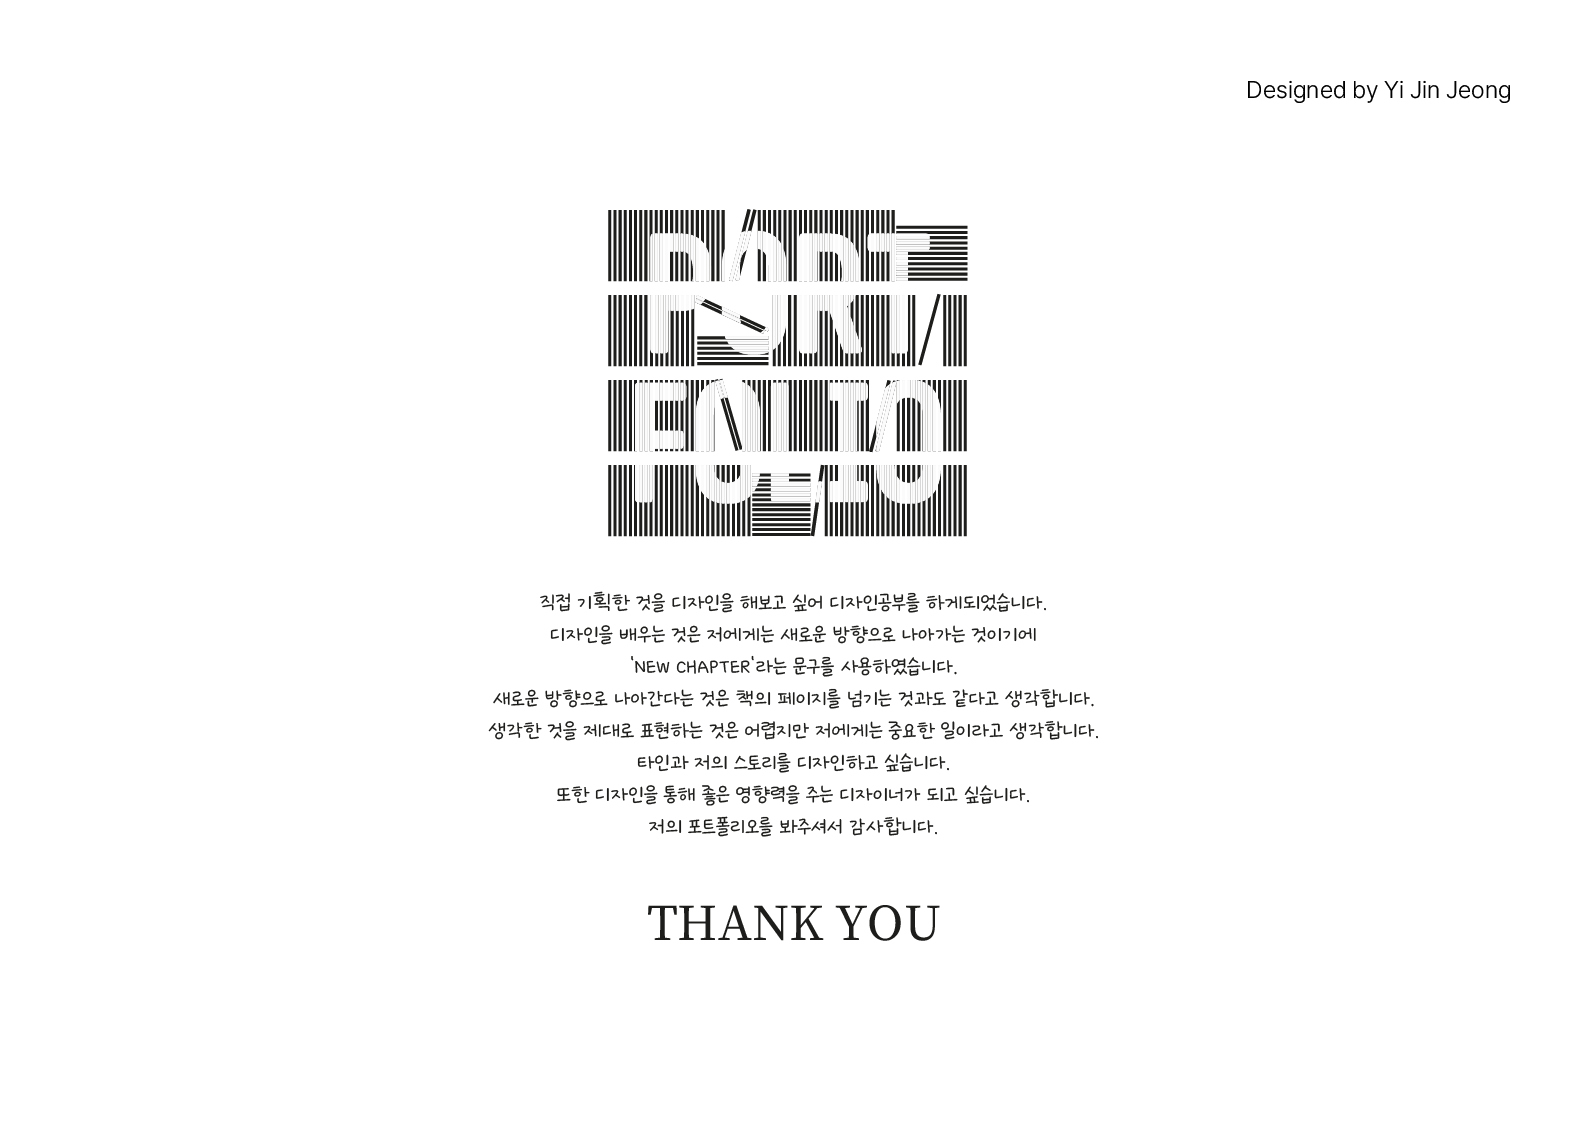 Designed by Yi Jin Jeong
PORT
FOLIO
직접 기획한 것을 디자인을 해보고 싶어 디자인공부를 하게되었습니다.
디자인을 배우는 것은 저에게는 새로운 방향으로 나아가는 것이기에
'NEW CHAPTER'라는 문구를 사용하였습니다.
새로운 방향으로 나아간다는 것은 책의 페이지를 넘기는 것과도 같다고 생각합니다.
생각한 것을 제대로 표현하는 것은 어렵지만 저에게는 중요한 일이라고 생각합니다.
타인과 저의 스토리를 디자인하고 싶습니다.
또한 디자인을 통해 좋은 영향력을 주는 디자이너가 되고 싶습니다.
저의 포트폴리오를 봐주셔서 감사합니다.
THANK YOU